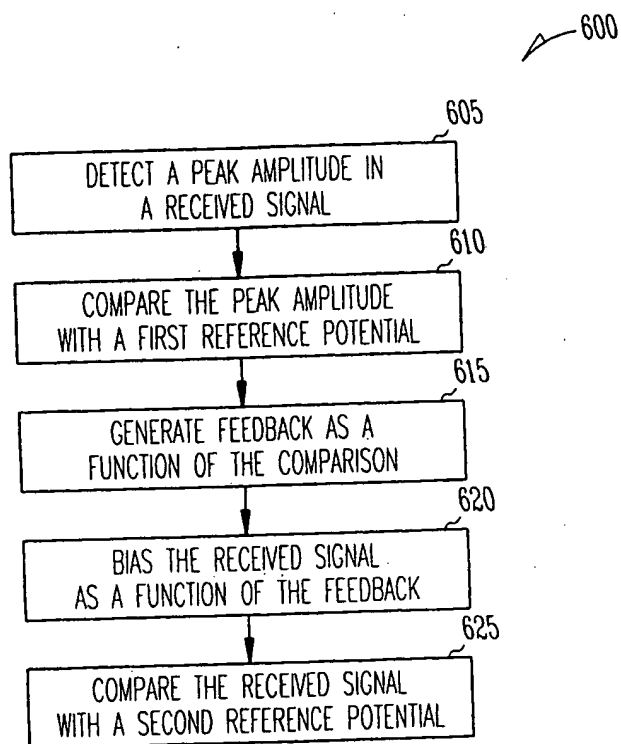 600
605
DETECT A PEAK AMPLITUDE IN
A RECEIVED SIGNAL
610
COMPARE THE PEAK AMPLITUDE
WITH A FIRST REFERENCE POTENTIAL
615
GENERATE FEEDBACK AS A
FUNCTION OF THE COMPARISON
620
BIAS THE RECEIVED SIGNAL
AS A FUNCTION OF THE FEEDBACK
625
COMPARE THE RECEIVED SIGNAL
WITH A SECOND REFERENCE POTENTIAL